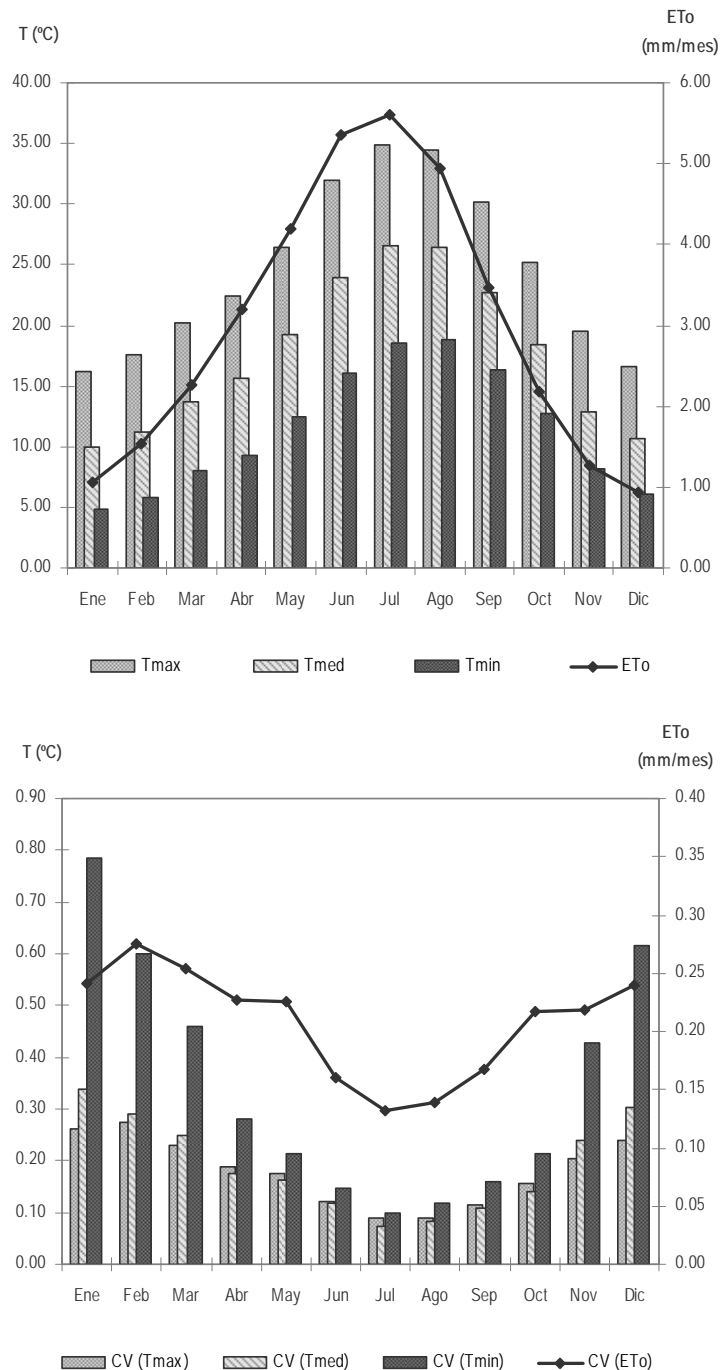 ETo
T (ºC)
(mm/mes)
40.00 6.00
35.00
5.00
30.00
4.00
25.00
20.00 3.00
15.00
2.00
10.00
1.00
5.00
0.00 0.00
Ene Feb Mar Abr May Jun Jul Ago Sep Oct Nov Dic
Tmax Tmed Tmin ETo
ETo
T (ºC)
(mm/mes)
0.90 0.40
0.80 0.35
0.70
0.30
0.60
0.25
0.50
0.20
0.40
0.15
0.30
0.10
0.20
0.05
0.10
0.00 0.00
Ene Feb Mar Abr May Jun Jul Ago Sep Oct Nov Dic
CV (Tmax) CV (Tmed) CV (Tmin) CV (ETo)